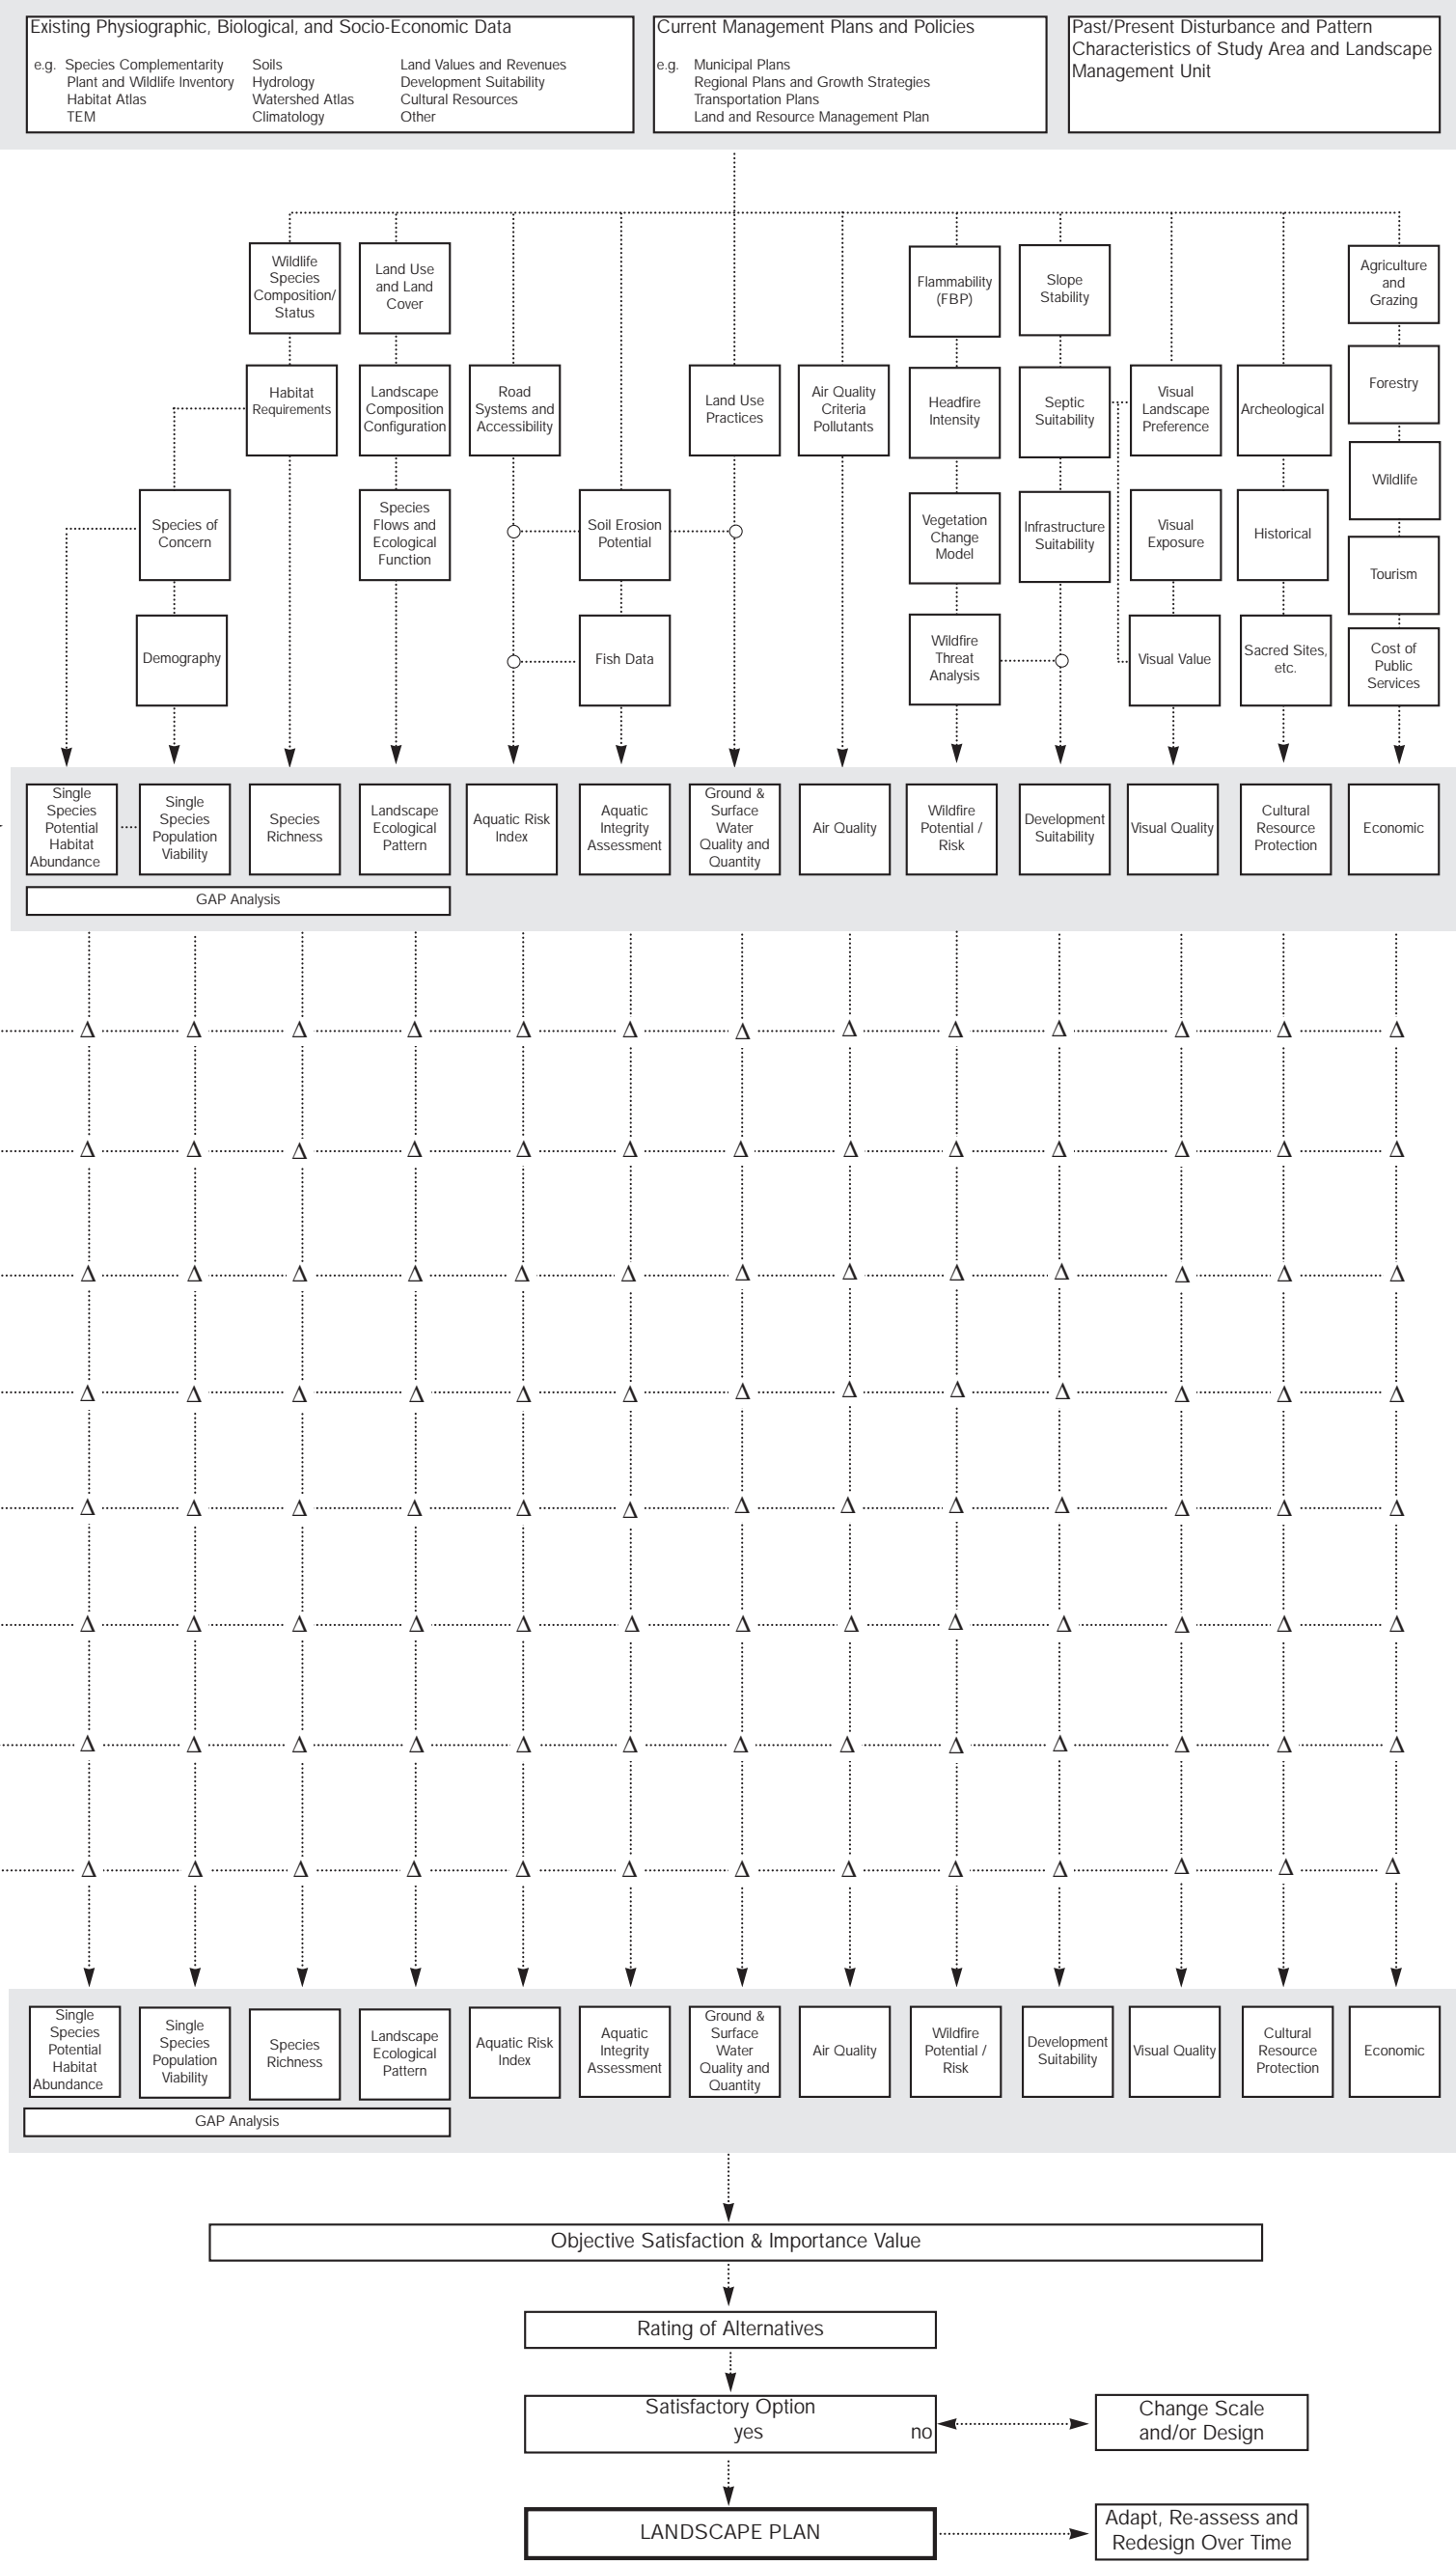 Existing Physiographic, Biological, and Socio-Economic Data
e.g. Species Complementarity
Plant and Wildlife Inventory
Habitat Atlas
TEM
Soils
Hydrology
Watershed Atlas
Climatology
Land Values and Revenues
Development Suitability
Cultural Resources
Other
Current Management Plans and Policies
e.g. Municipal Plans
Regional Plans and Growth Strategies
Transportation Plans
Land and Resource Management Plan
Past/Present Disturbance and Pattern
Characteristics of Study Area and Landscape
Management Unit
Wildlife
Species
Composition/
Status
Land Use
and Land
Cover
Flammability
(FBP)
Slope
Stability
Agriculture
and
Grazing
Habitat
Requirements
Landscape
Composition
Configuration
Road
Systems and
Accessibility
Land Use
Practices
Air Quality
Criteria
Pollutants
Headfire
Intensity
Septic
Suitability
Visual
Landscape
Preference
Archeological
Forestry
Wildlife
Species of
Concern
Species
Flows and
Ecological
Function
Soil Erosion
Potential
Vegetation
Change
Model
Infrastructure
Suitability
Visual
Exposure
Historical
Tourism
Demography
Fish Data
Wildfire
Threat
Analysis
Visual Value
Sacred Sites,
etc.
Cost of
Public
Services
Single
Species
Potential
Habitat
Abundance
Single
Species
Population
Viability
Species
Richness
Landscape
Ecological
Pattern
Aquatic Risk
Index
Aquatic
Integrity
Assessment
Ground &
Surface
Water
Quality and
Quantity
Air Quality
Wildfire
Potential /
Risk
Development
Suitability
Visual Quality
Cultural
Resource
Protection
Economic
GAP Analysis
Δ Δ Δ Δ Δ Δ Δ Δ Δ Δ Δ Δ Δ
Δ Δ Δ Δ Δ Δ Δ Δ Δ Δ Δ Δ Δ
Δ Δ Δ Δ Δ Δ Δ Δ Δ Δ Δ Δ Δ
Δ Δ Δ Δ Δ Δ Δ Δ Δ Δ Δ Δ Δ
Δ Δ Δ Δ Δ Δ Δ Δ Δ Δ Δ Δ Δ
Δ Δ Δ Δ Δ Δ Δ Δ Δ Δ Δ Δ Δ
Δ Δ Δ Δ Δ Δ Δ Δ Δ Δ Δ Δ Δ
Δ Δ Δ Δ Δ Δ Δ Δ Δ Δ Δ Δ Δ
Single
Species
Potential
Habitat
Abundance
Single
Species
Population
Viability
Species
Richness
Landscape
Ecological
Pattern
Aquatic Risk
Index
Aquatic
Integrity
Assessment
Ground &
Surface
Water
Quality and
Quantity
Air Quality
Wildfire
Potential /
Risk
Development
Suitability
Visual Quality
Cultural
Resource
Protection
Economic
GAP Analysis
Objective Satisfaction & Importance Value
Rating of Alternatives
Satisfactory Option
yes no
Change Scale
and/or Design
LANDSCAPE PLAN
Adapt, Re-assess and
Redesign Over Time